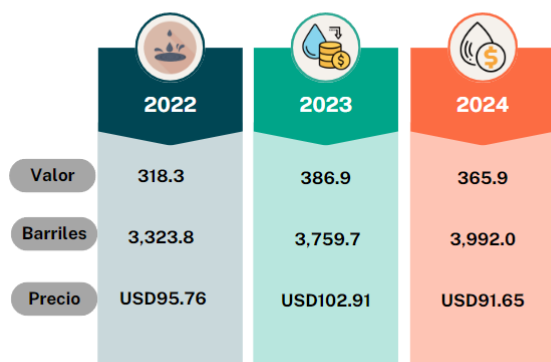 2022 2023 2024
Valor 318.3 386.9 365.9
Barriles 3,323.8 3,759.7 3,992.0
Precio USD95.76 USD102.91 USD91.65